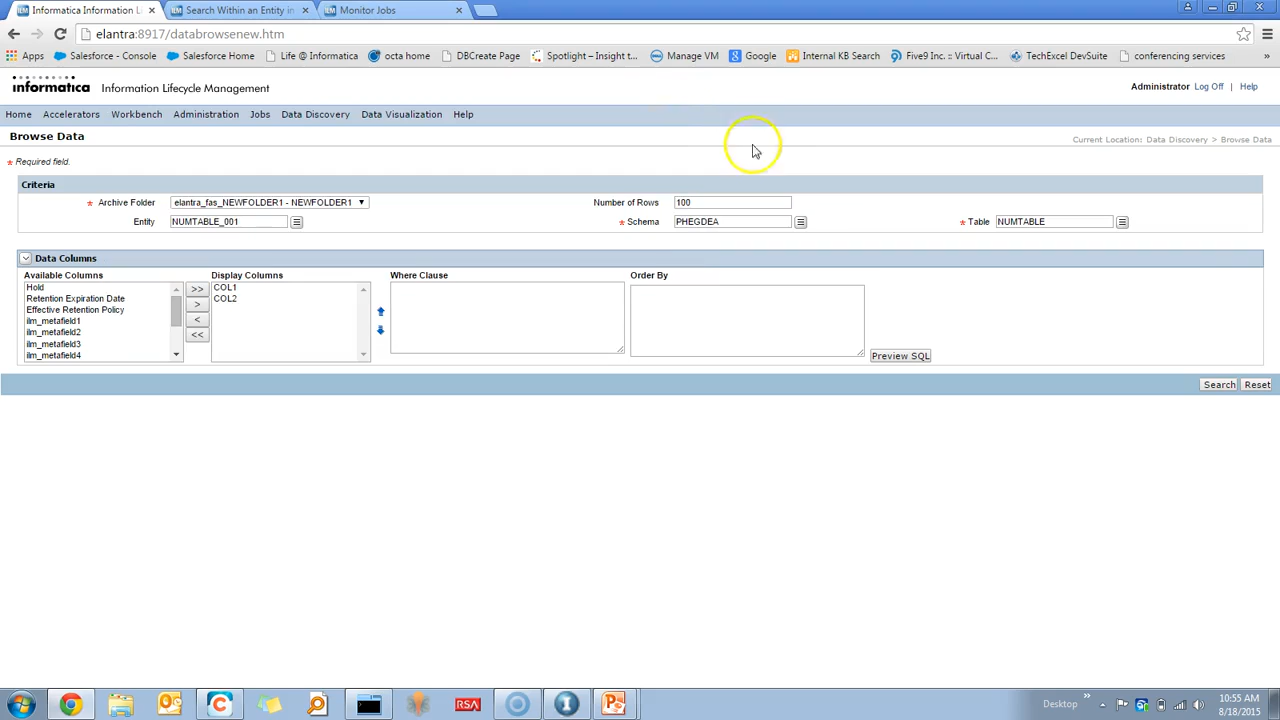 Informatica Information L
Search Within an Entity in
Monitor Jobs
elantra:8917/databrowsenew.htm
Apps
Salesforce - Console
Salesforce Home
Life @ Informatica
octa home
DBCreate Page
Spotlight – Insight t...
Manage VM
Google
Internal KB Search
Five9 Inc. :: Virtual C...
TechExcel DevSuite
conferencing services
»
informatica Information Lifecycle Management
Administrator Log Off | Help
Home Accelerators Workbench Administration Jobs Data Discovery Data Visualization Help
Browse Data
Current Location: Data Discovery > Browse Data
* Required field.
Criteria
* Archive Folder elantra_fas_NEWFOLDER1 - NEWFOLDER1
Number of Rows 100
Entity NUMTABLE_001
* Schema PHEGDEA
* Table NUMTABLE
Data Columns
Available Columns
Display Columns
Where Clause
Order By
Hold
Retention Expiration Date
Effective Retention Policy
ilm_metafield1
ilm_metafield2
ilm_metafield3
ilm_metafield4
>>
>
<
<<
COL1
COL2
Preview SQL
Search Reset
RSA
Desktop »
10:55 AM
8/18/2015